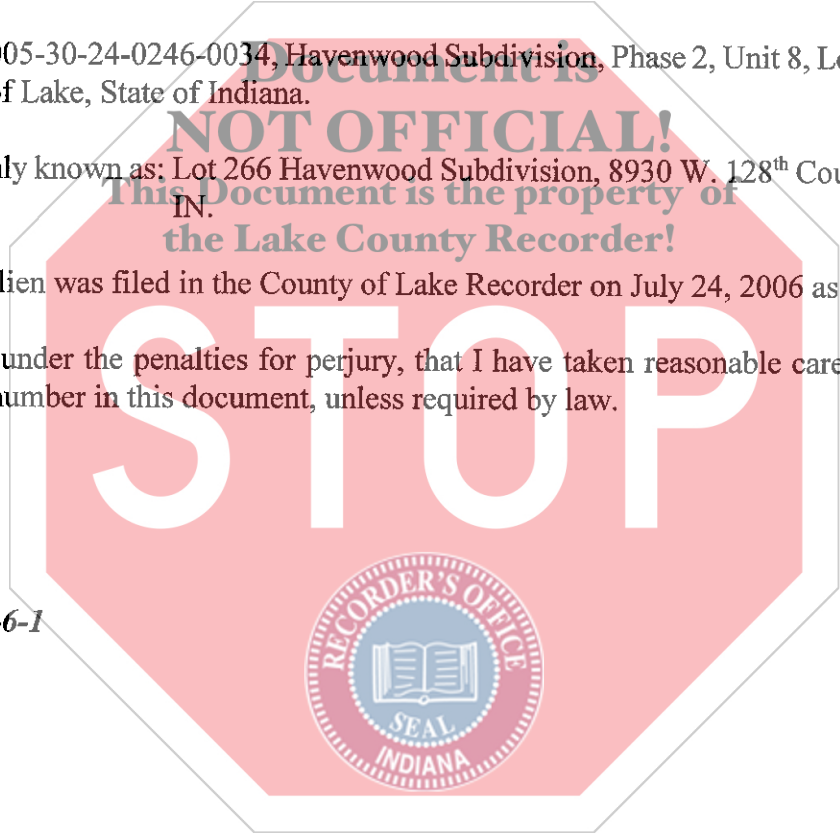 005-30-24-0246-0034, Havenwood Subdivision, Phase 2, Unit 8, Lo
Document is
of Lake, State of Indiana.
NOT OFFICIAL!
nly known as: Lot 266 Havenwood Subdivision, 8930 W. 128th Cou
This Document is the property of
IN.
the Lake County Recorder!
lien was filed in the County of Lake Recorder on July 24, 2006 as
STOP
under the penalties for perjury, that I have taken reasonable care
number in this document, unless required by law.
6-1
RECORDER'S OFFICE
SEAL
INDIANA